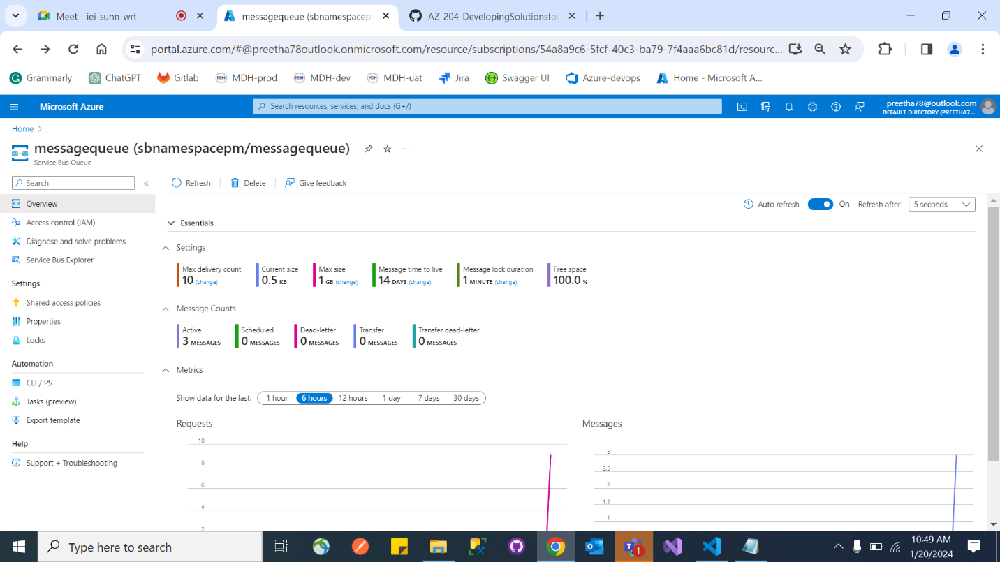 Meet - iei-sunn-wrt
messagequeue (sbnamespacep
AZ-204-DevelopingSolutionsfo
portal.azure.com/#@preetha78outlook.onmicrosoft.com/resource/subscriptions/54a8a9c6-5fcf-40c3-ba79-7f4aaa6bc81d/resourc...
Grammarly
ChatGPT
Gitlab
MDH-prod
MDH-dev
MDH-uat
Jira
Swagger UI
Azure-devops
Home - Microsoft A...
Microsoft Azure
Search resources, services, and docs (G+/)
preetha78@outlook.com
DEFAULT DIRECTORY (PREETHA7...
Home
messagequeue (sbnamespacepm/messagequeue)
Service Bus Queue
Search
Refresh
Delete
Give feedback
Overview
Access control (IAM)
Diagnose and solve problems
Service Bus Explorer
Settings
Shared access policies
Properties
Locks
Automation
CLI / PS
Tasks (preview)
Export template
Help
Support + Troubleshooting
Auto refresh
On
Refresh after
5 seconds
Essentials
Settings
Max delivery count
10 (change)
Current size
0.5 KB
Max size
1 GB (change)
Message time to live
14 DAYS (change)
Message lock duration
1 MINUTE (change)
Free space
100.0 %
Message Counts
Active
3 MESSAGES
Scheduled
0 MESSAGES
Dead-letter
0 MESSAGES
Transfer
0 MESSAGES
Transfer dead-letter
0 MESSAGES
Metrics
Show data for the last:
1 hour
6 hours
12 hours
1 day
7 days
30 days
Requests
10
8
6
4
2
Messages
3
2.5
2
1.5
1
Type here to search
1
10:49 AM
1/20/2024